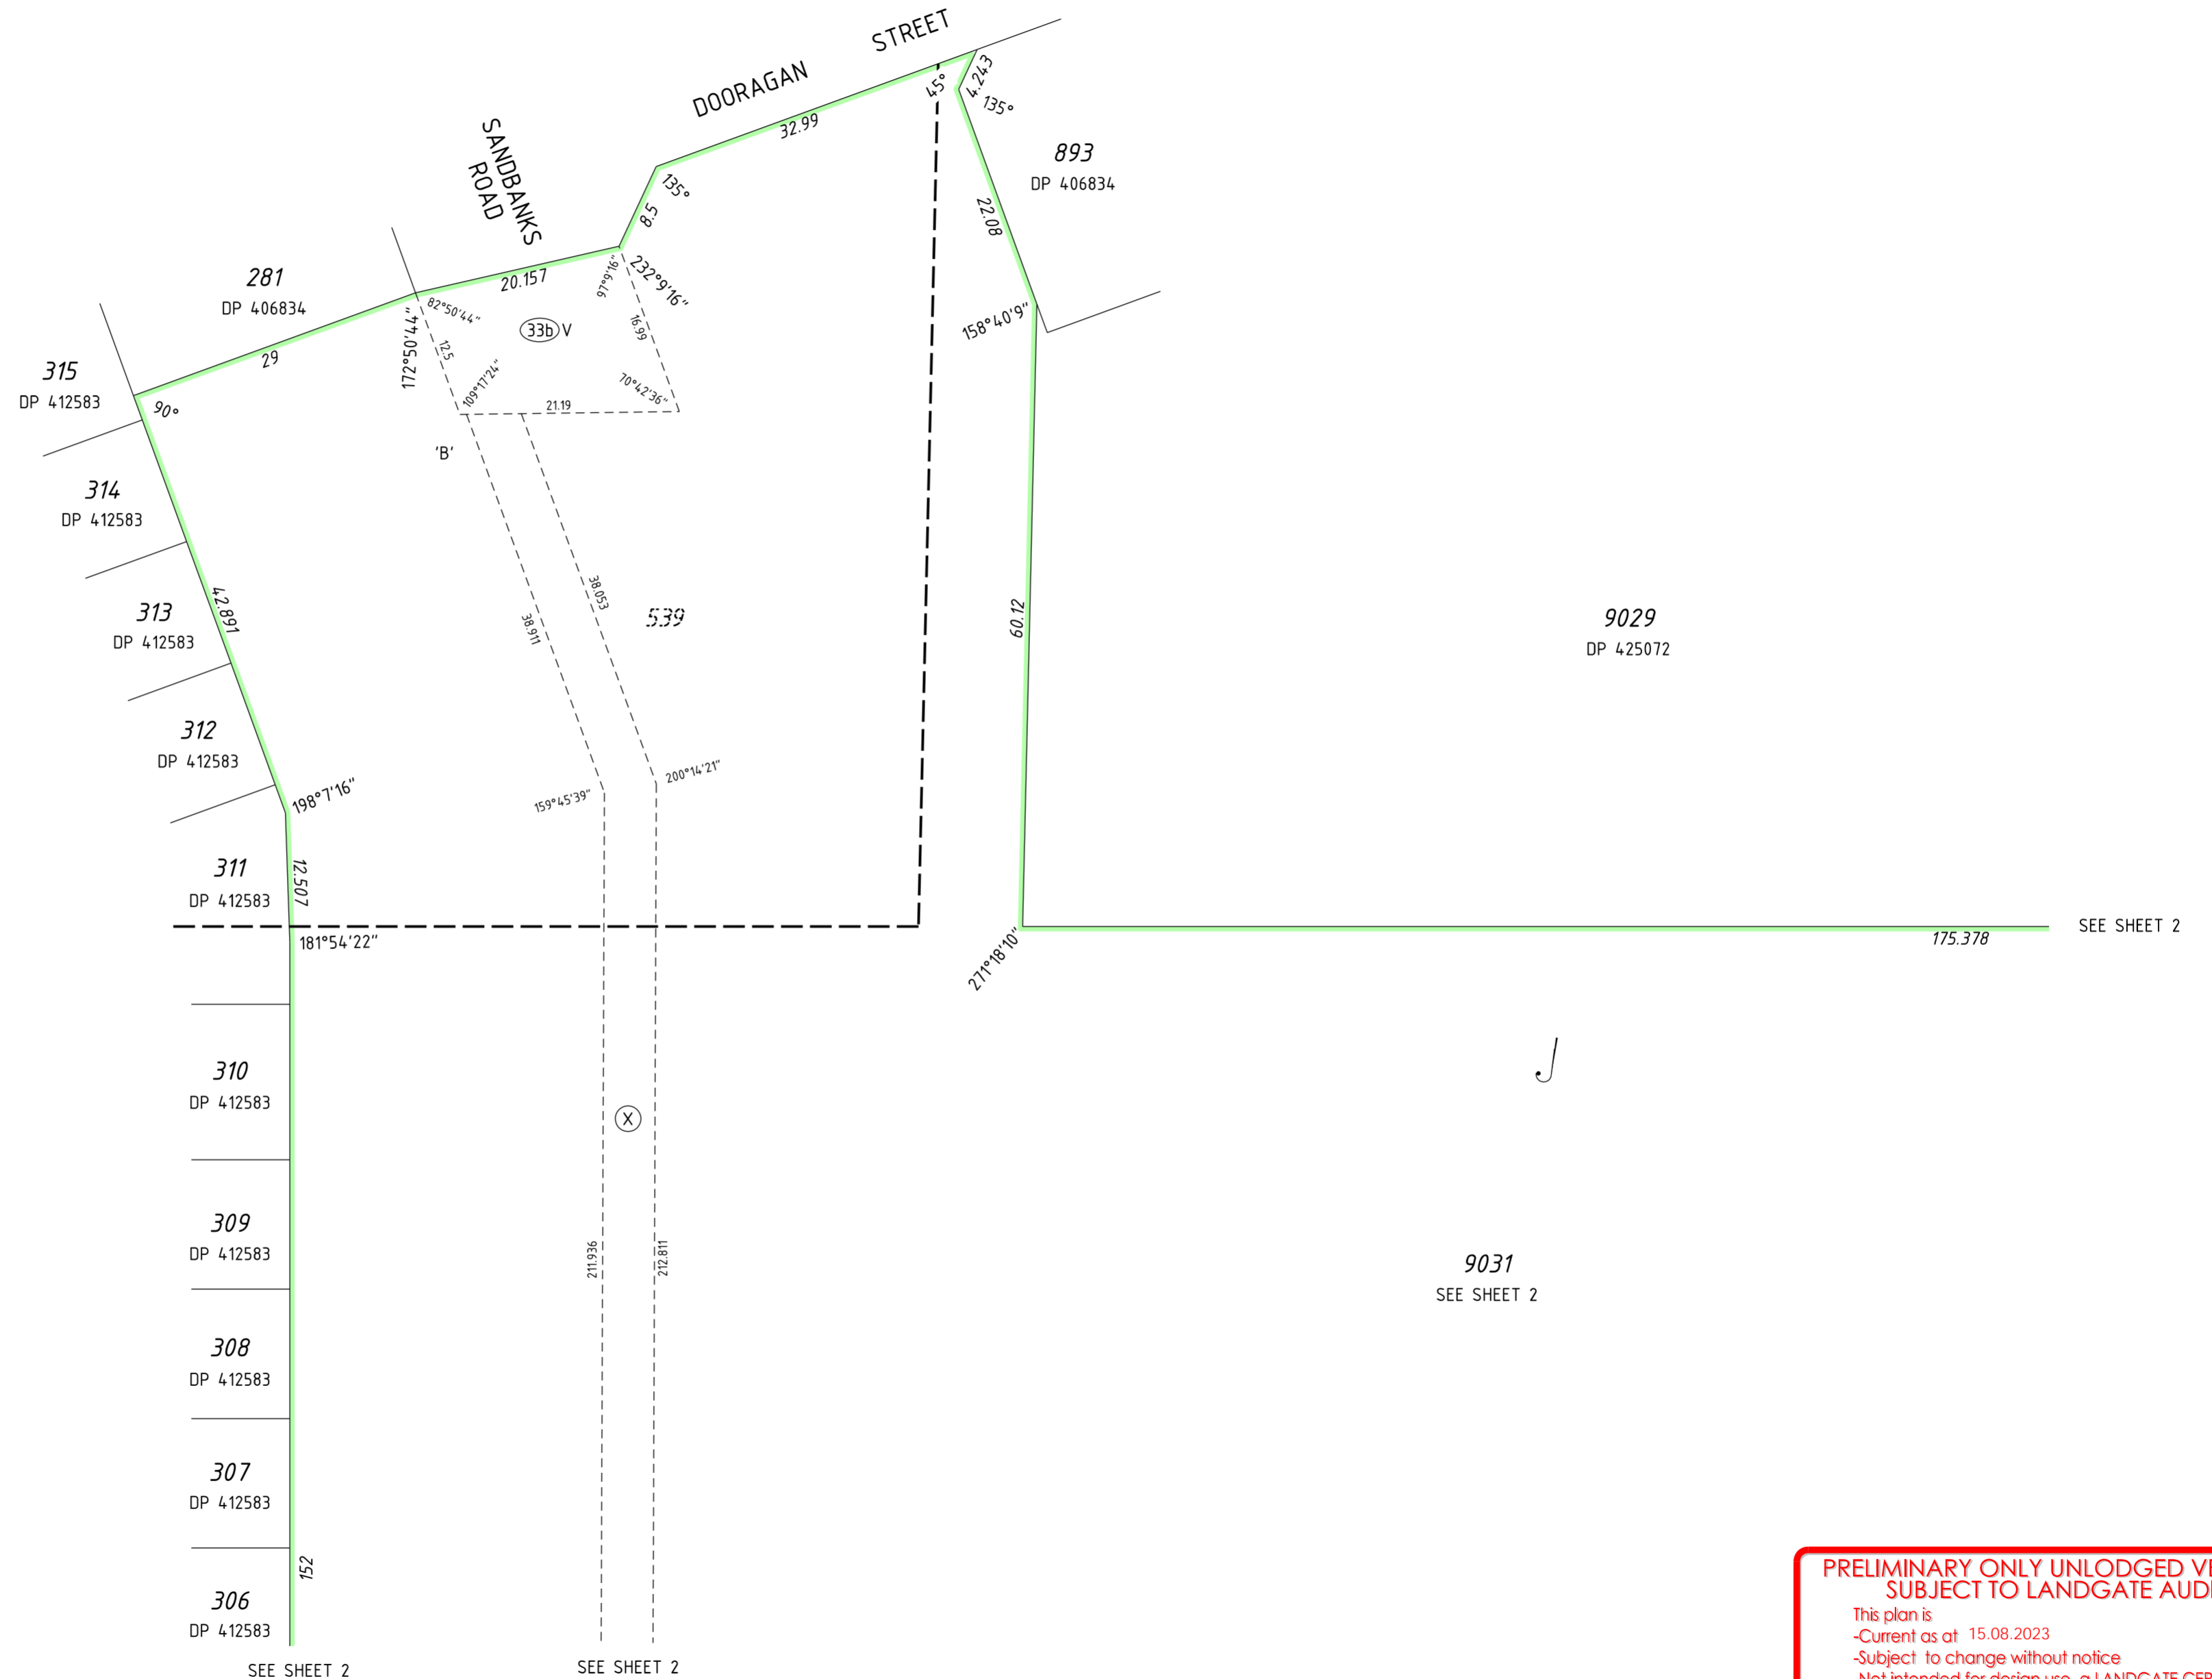 STREET
DOORAGAN
45°
4.243
135°
32.99
SANDBANKS
ROAD
893
DP 406834
135°
8.5
22.08
281
DP 406834
20.157
97°9'16"
232°9'16"
82°50'44"
33b V
16.99
158°40'9"
172°50'44"
12.5
29
315
DP 412583
90°
109°17'24"
70°42'36"
21.19
'B'
314
DP 412583
38.053
42.891
313
DP 412583
38.911
539
60.12
9029
DP 425072
312
DP 412583
198°7'16"
159°45'39"
200°14'21"
311
DP 412583
12.507
181°54'22"
271°18'10"
175.378
SEE SHEET 2
310
DP 412583
J
X
309
DP 412583
211.936
212.811
9031
SEE SHEET 2
308
DP 412583
307
DP 412583
152
306
DP 412583
SEE SHEET 2
SEE SHEET 2
PRELIMINARY ONLY UNLODGED
SUBJECT TO LANDGATE
This plan is
-Current as at 15.08.2023
-Subject to change without notice
-Not intended for design use, a LANDGATE